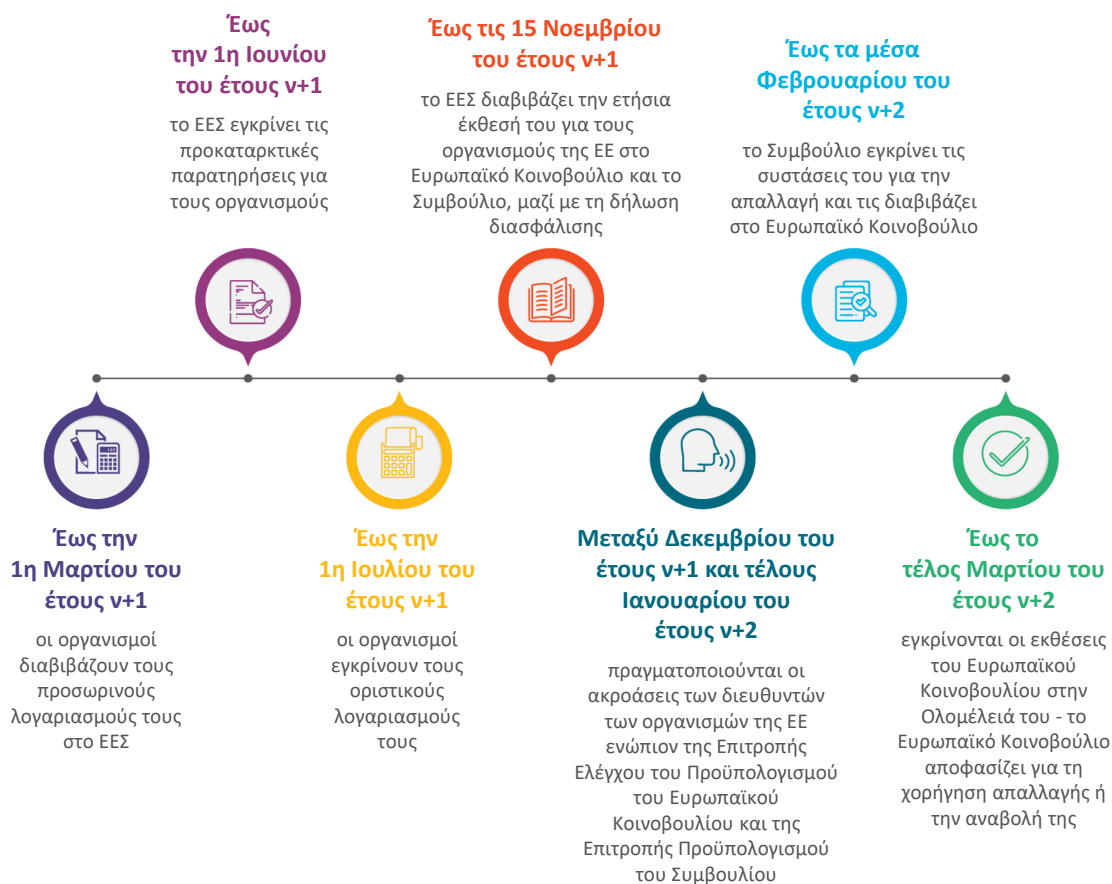 Έως
την 1η Ιουνίου
του έτους ν+1
το ΕΕΣ εγκρίνει τις
προκαταρκτικές
παρατηρήσεις για
τους οργανισμούς
Έως τις 15 Νοεμβρίου
του έτους ν+1
το ΕΕΣ διαβιβάζει την ετήσια
έκθεσή του για τους
οργανισμούς της ΕΕ στο
Ευρωπαϊκό Κοινοβούλιο και το
Συμβούλιο, μαζί με τη δήλωση
διασφάλισης
Έως τα μέσα
Φεβρουαρίου του
έτους ν+2
το Συμβούλιο εγκρίνει τις
συστάσεις του για την
απαλλαγή και τις διαβιβάζει
στο Ευρωπαϊκό Κοινοβούλιο
Έως την
1η Μαρτίου του
έτους ν+1
οι οργανισμοί
διαβιβάζουν τους
προσωρινούς
λογαριασμούς τους
στο ΕΕΣ
Έως την
1η Ιουλίου του
έτους ν+1
οι οργανισμοί
εγκρίνουν τους
οριστικούς
λογαριασμούς
τους
Μεταξύ Δεκεμβρίου του
έτους ν+1 και τέλους
Ιανουαρίου του
έτους ν+2
πραγματοποιούνται οι
ακροάσεις των διευθυντών
των οργανισμών της ΕΕ
ενώπιον της Επιτροπής
Ελέγχου του Προϋπολογισμού
του Ευρωπαϊκού
Κοινοβουλίου και της
Επιτροπής Προϋπολογισμού
του Συμβουλίου
Έως το
τέλος Μαρτίου του
έτους ν+2
εγκρίνονται οι εκθέσεις
του Ευρωπαϊκού
Κοινοβουλίου στην
Ολομέλειά του - το
Ευρωπαϊκό Κοινοβούλιο
αποφασίζει για τη
χορήγηση απαλλαγής ή
την αναβολή της